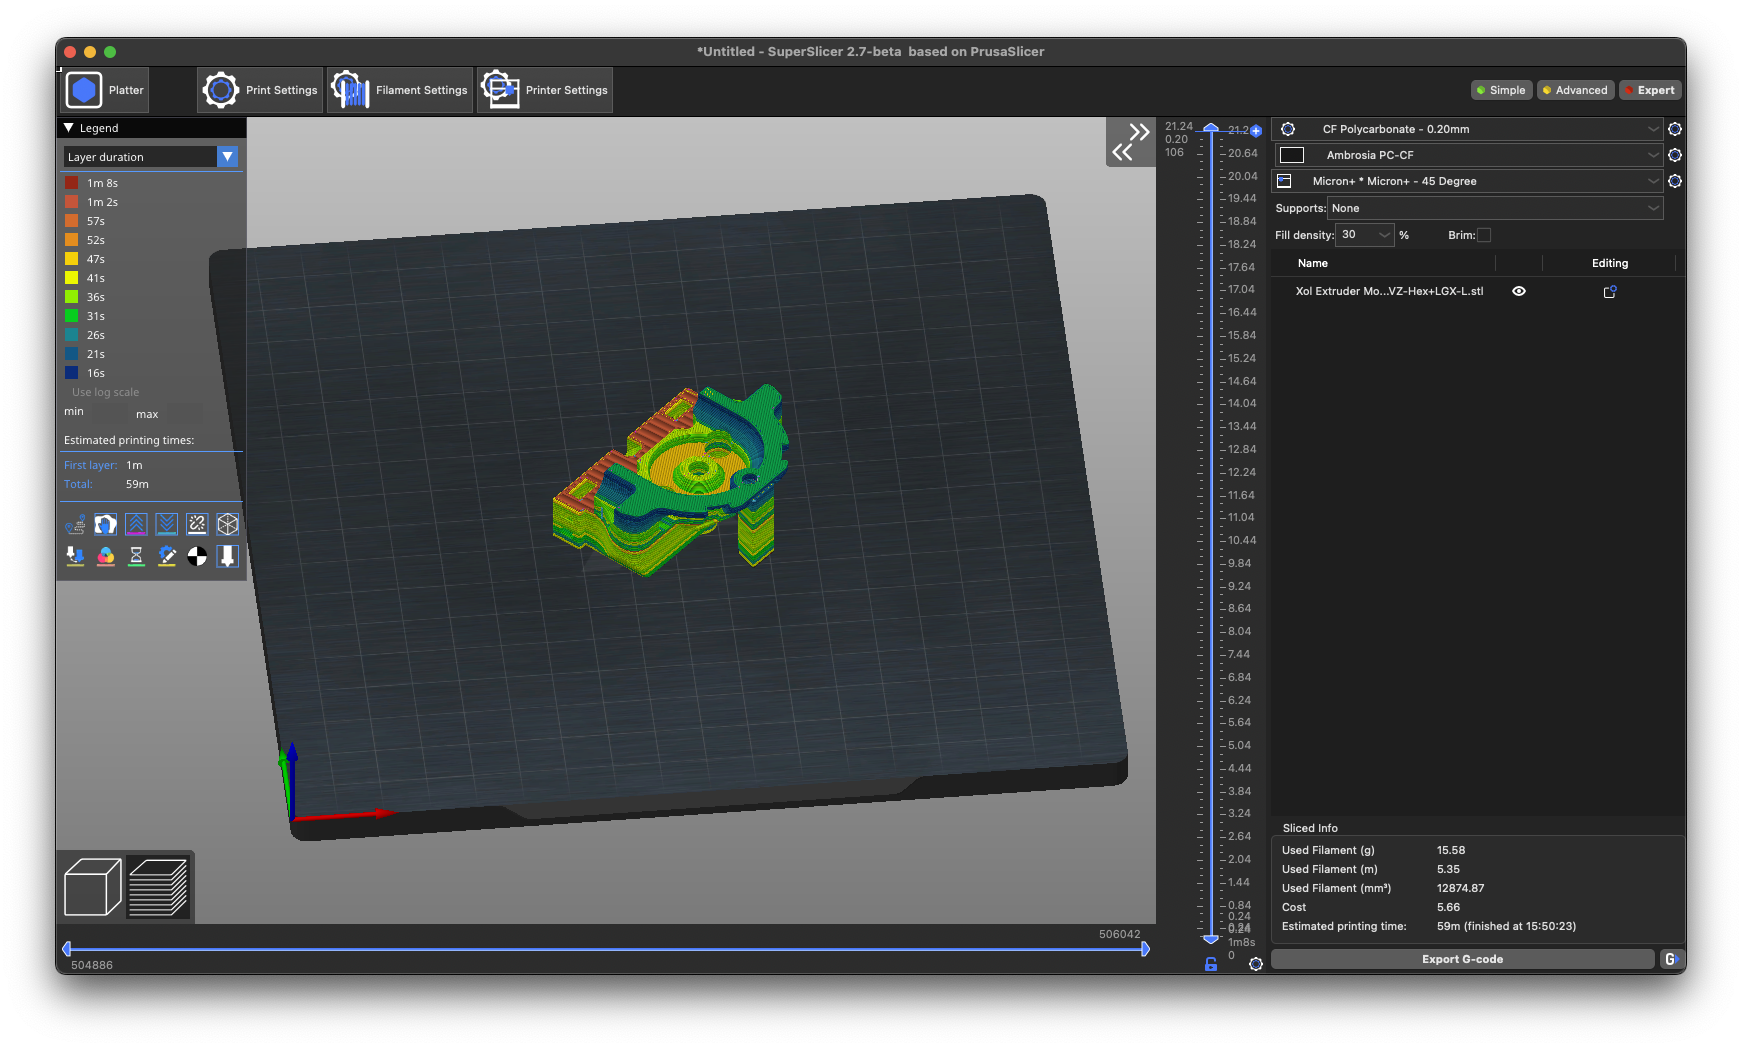 *Untitled - SuperSlicer 2.7-beta based on PrusaSlicer
Platter
Print Settings
Filament Settings
Printer Settings
Simple
Advanced
Expert
Legend
Layer duration
1m 8s
1m 2s
57s
52s
47s
41s
36s
31s
26s
21s
16s
Use log scale
min
max
Estimated printing times:
First layer: 1m
Total: 59m
504886
506042
21.24
0.20
106
20.64
20.04
19.44
18.84
18.24
17.64
17.04
16.44
15.84
15.24
14.64
14.04
13.44
12.84
12.24
11.64
11.04
10.44
9.84
9.24
8.64
8.04
7.44
6.84
6.24
5.64
5.04
4.44
3.84
3.24
2.64
2.04
1.44
0.84
0.24
1m8s
0
CF Polycarbonate - 0.20mm
Ambrosia PC-CF
Micron+ * Micron+ - 45 Degree
Supports: None
Fill density: 30 % Brim:
Name Editing
Xol Extruder Mo...VZ-Hex+LGX-L.stl
Sliced Info
Used Filament (g) 15.58
Used Filament (m) 5.35
Used Filament (mm³) 12874.87
Cost 5.66
Estimated printing time: 59m (finished at 15:50:23)
Export G-code
G